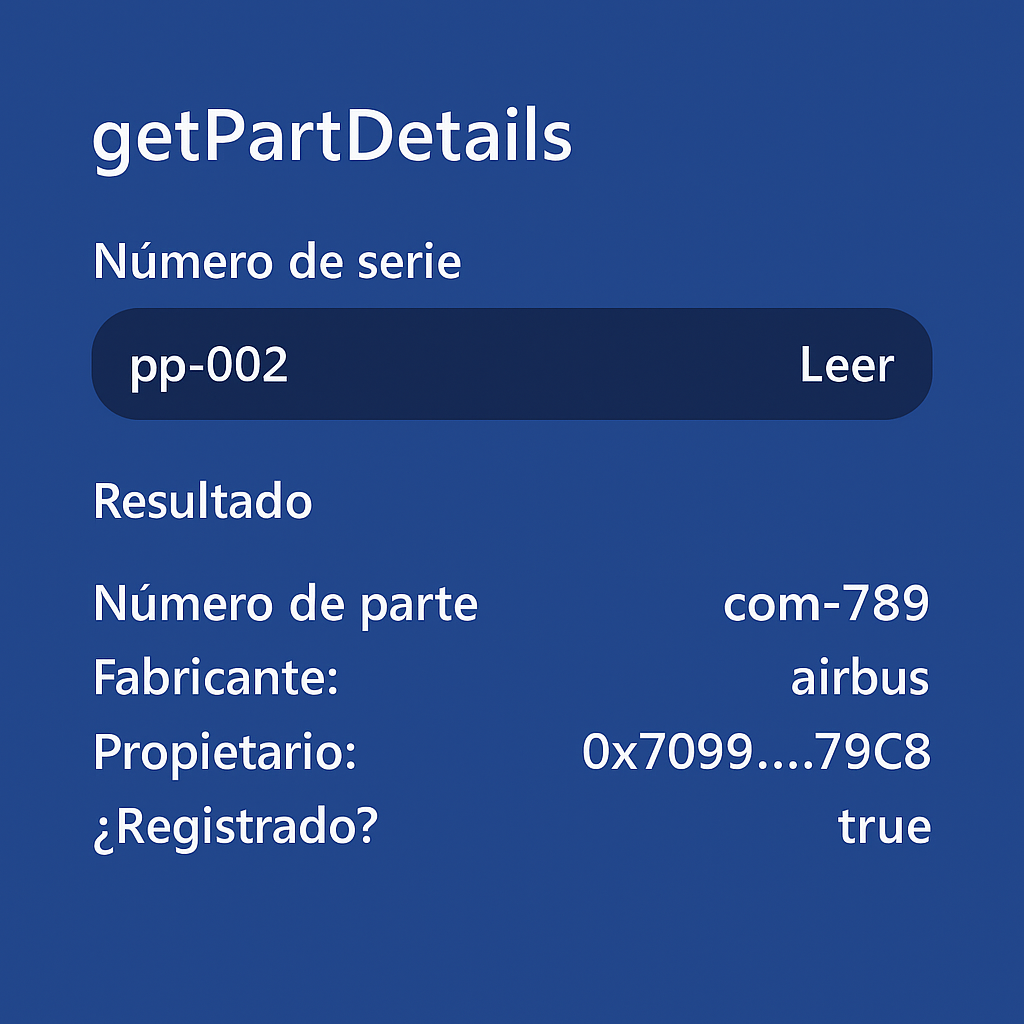 getPartDetails
Número de serie
pp-002 Leer
Resultado
Número de parte com-789
Fabricante: airbus
Propietario: 0x7099....79C8
¿Registrado? true